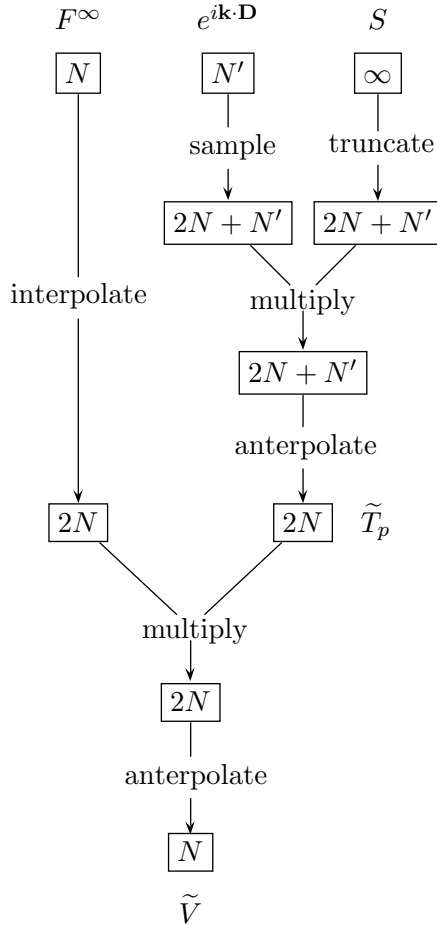 F^∞ e^{ik·D} S
N N′ ∞
sample truncate
2N + N′ 2N + N′
interpolate multiply
2N + N′
anterpolate
2N 2N T̃_p
multiply
2N
anterpolate
N
Ṽ